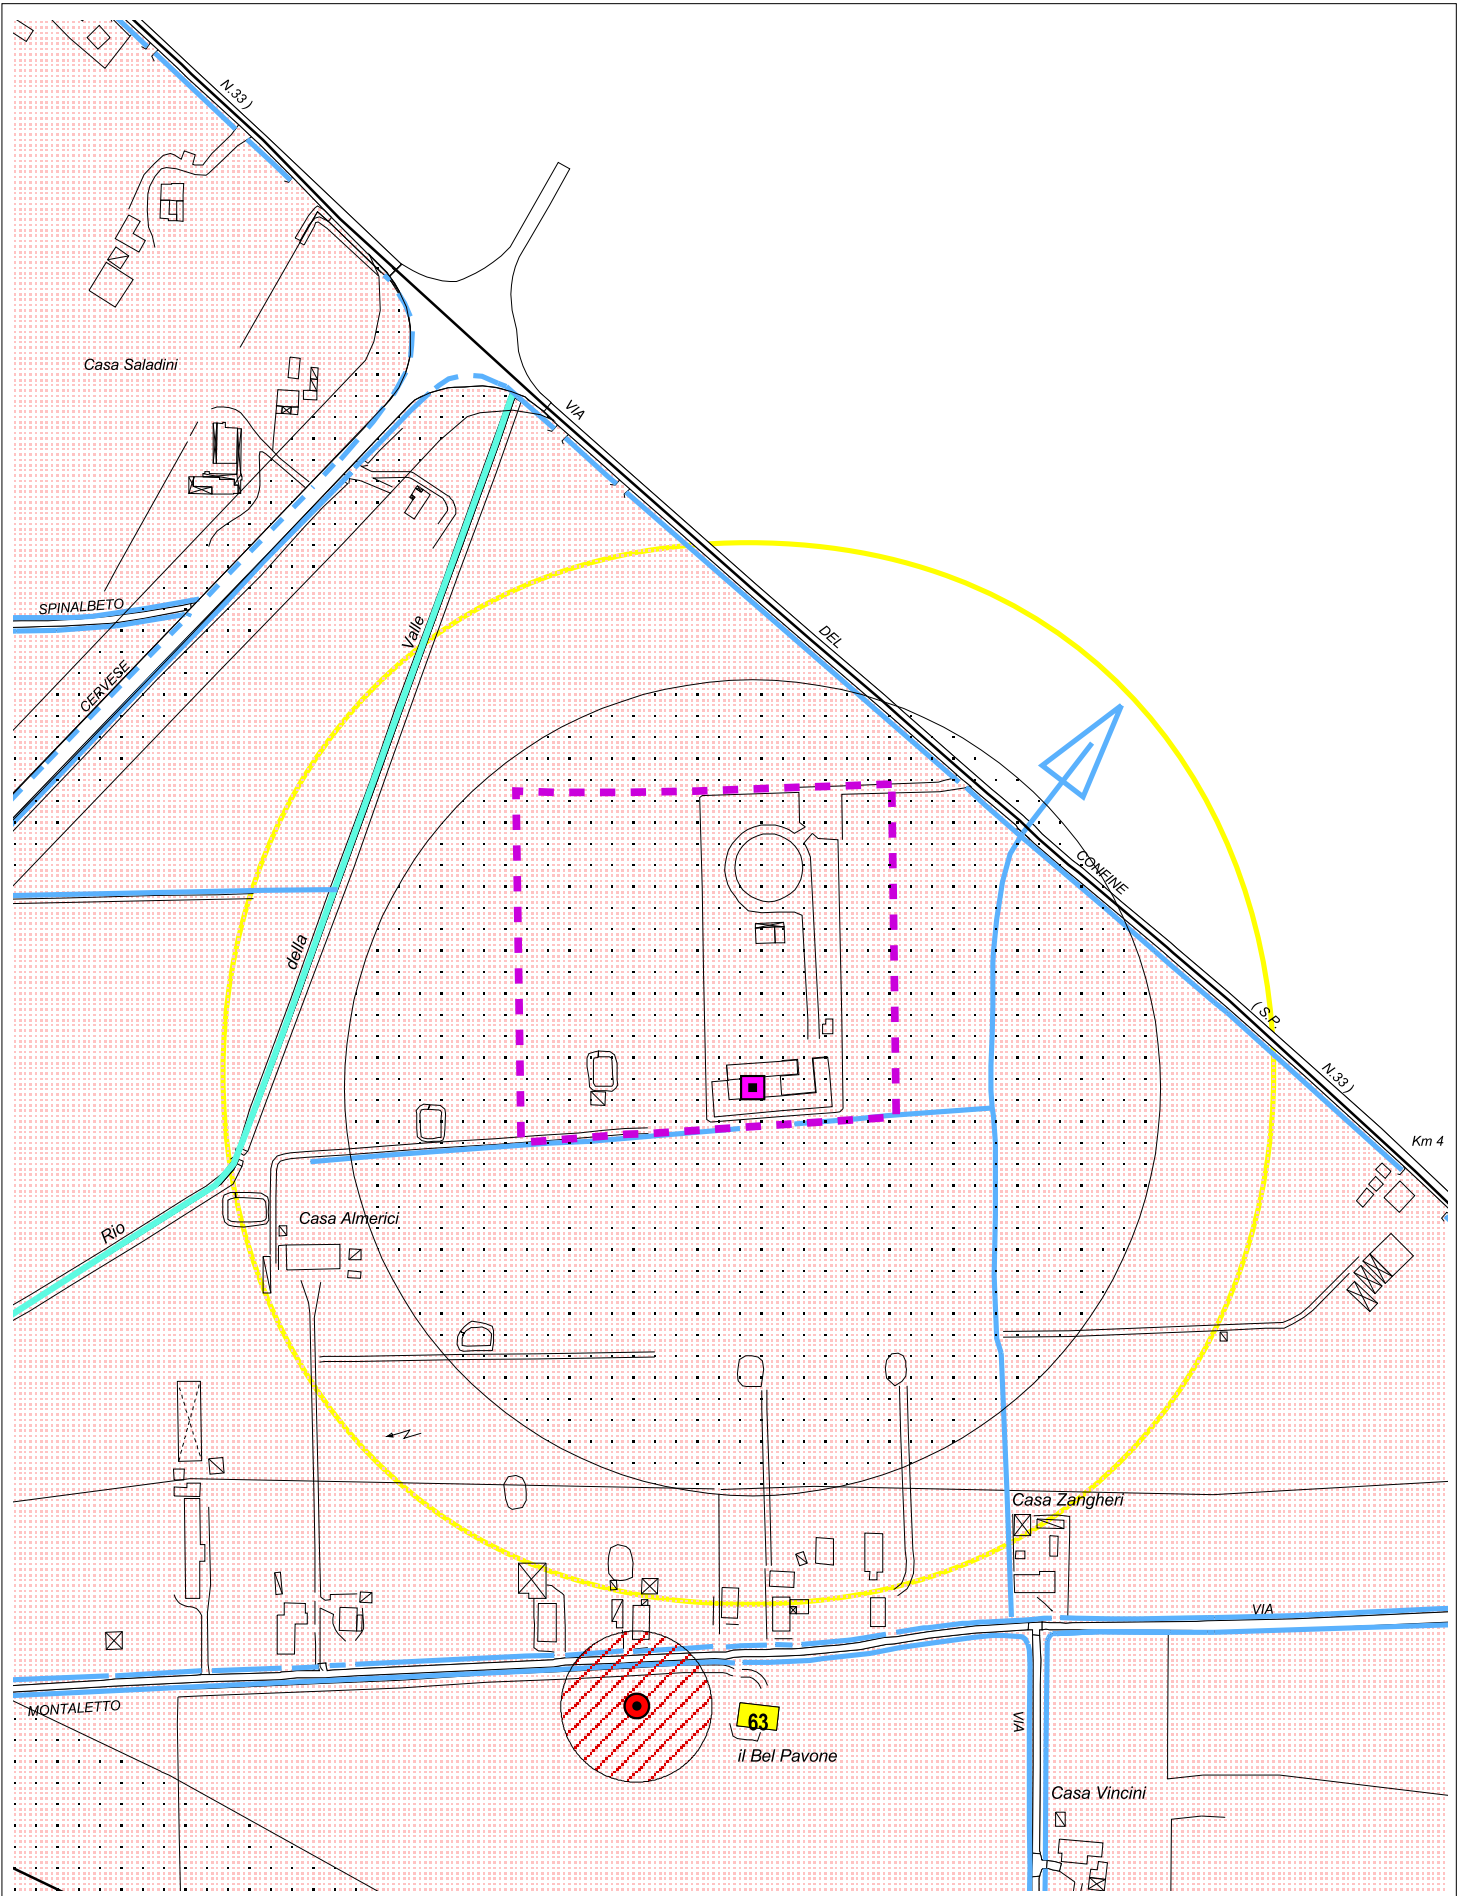 N.33 )
Casa Saladini
VIA
SPINALBETO
Valle
DEL
CERVESE
CONFINE
della
( S.P.
N.33 )
Km 4
Casa Almerici
Rio
Casa Zangheri
VIA
MONTALETTO
63
VIA
il Bel Pavone
Casa Vincini